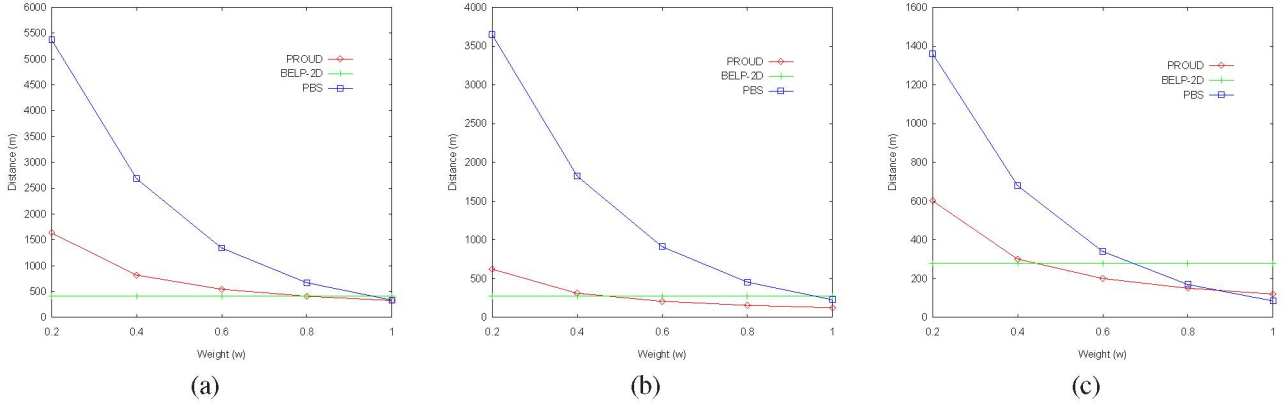 6000
5500
5000
4500
4000
3500
3000
2500
2000
1500
1000
500
0
0.2 0.4 0.6 0.8 1
Distance (m)
Weight (w)
PROUD
BELP-2D
PBS
(a)
4000
3500
3000
2500
2000
1500
1000
500
0
0.2 0.4 0.6 0.8 1
Distance (m)
Weight (w)
PROUD
BELP-2D
PBS
(b)
1600
1400
1200
1000
800
600
400
200
0
0.2 0.4 0.6 0.8 1
Distance (m)
Weight (w)
PROUD
BELP-2D
PBS
(c)